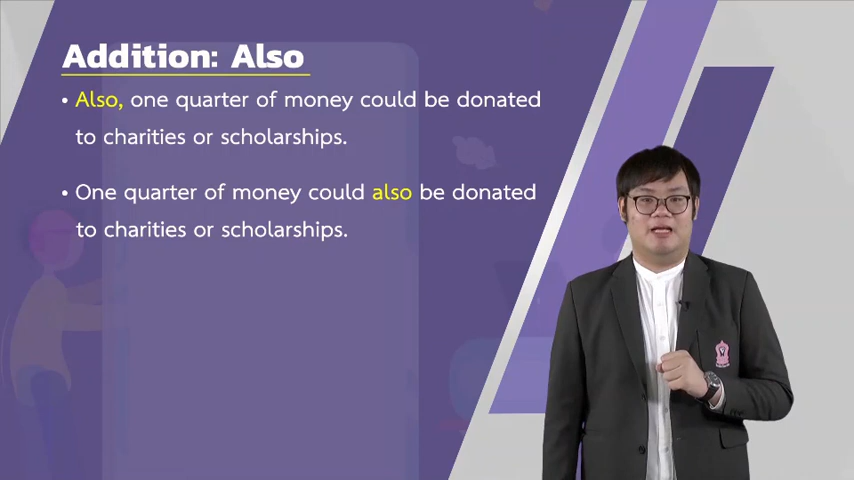 Addition: Also
• Also, one quarter of money could be donated
to charities or scholarships.
• One quarter of money could also be donated
to charities or scholarships.